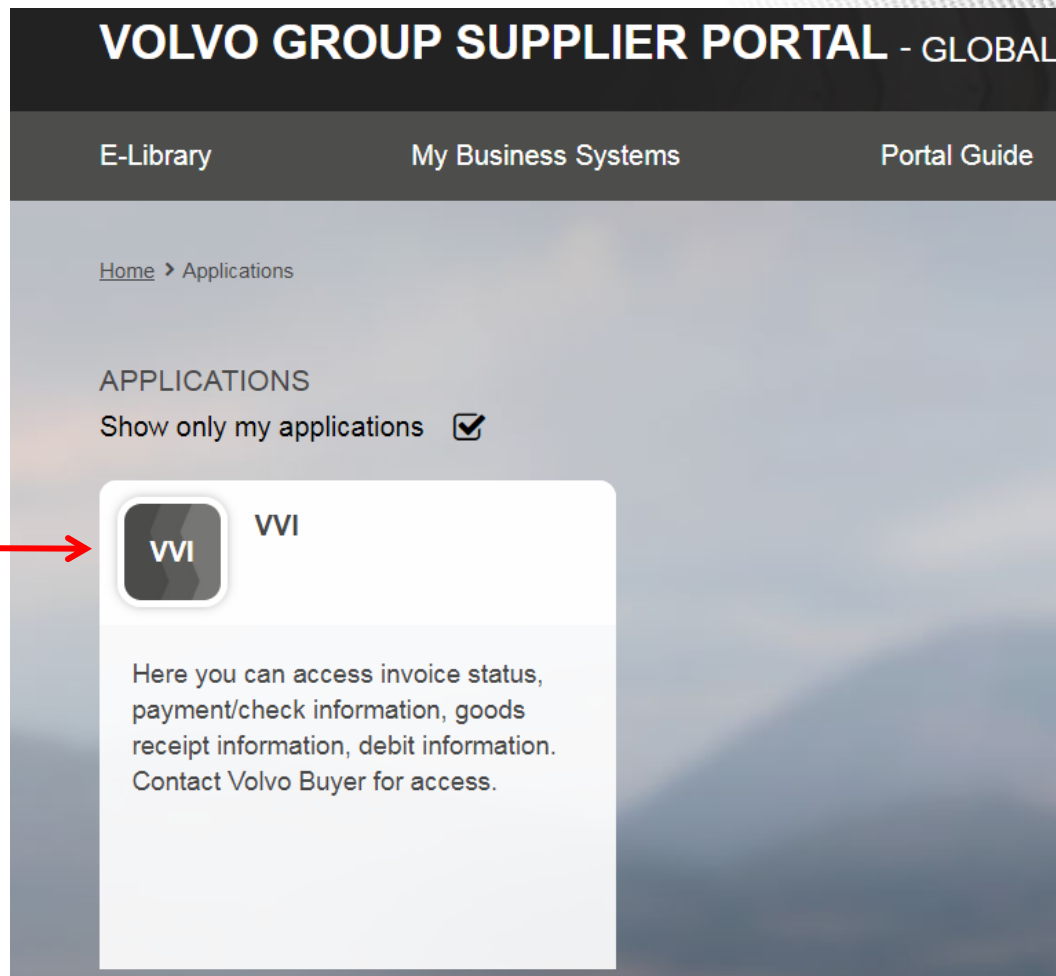 VOLVO GROUP SUPPLIER PORTAL - GLOBAL
E-Library My Business Systems Portal Guide
Home > Applications
APPLICATIONS
Show only my applications
VVI VVI
Here you can access invoice status,
payment/check information, goods
receipt information, debit information.
Contact Volvo Buyer for access.